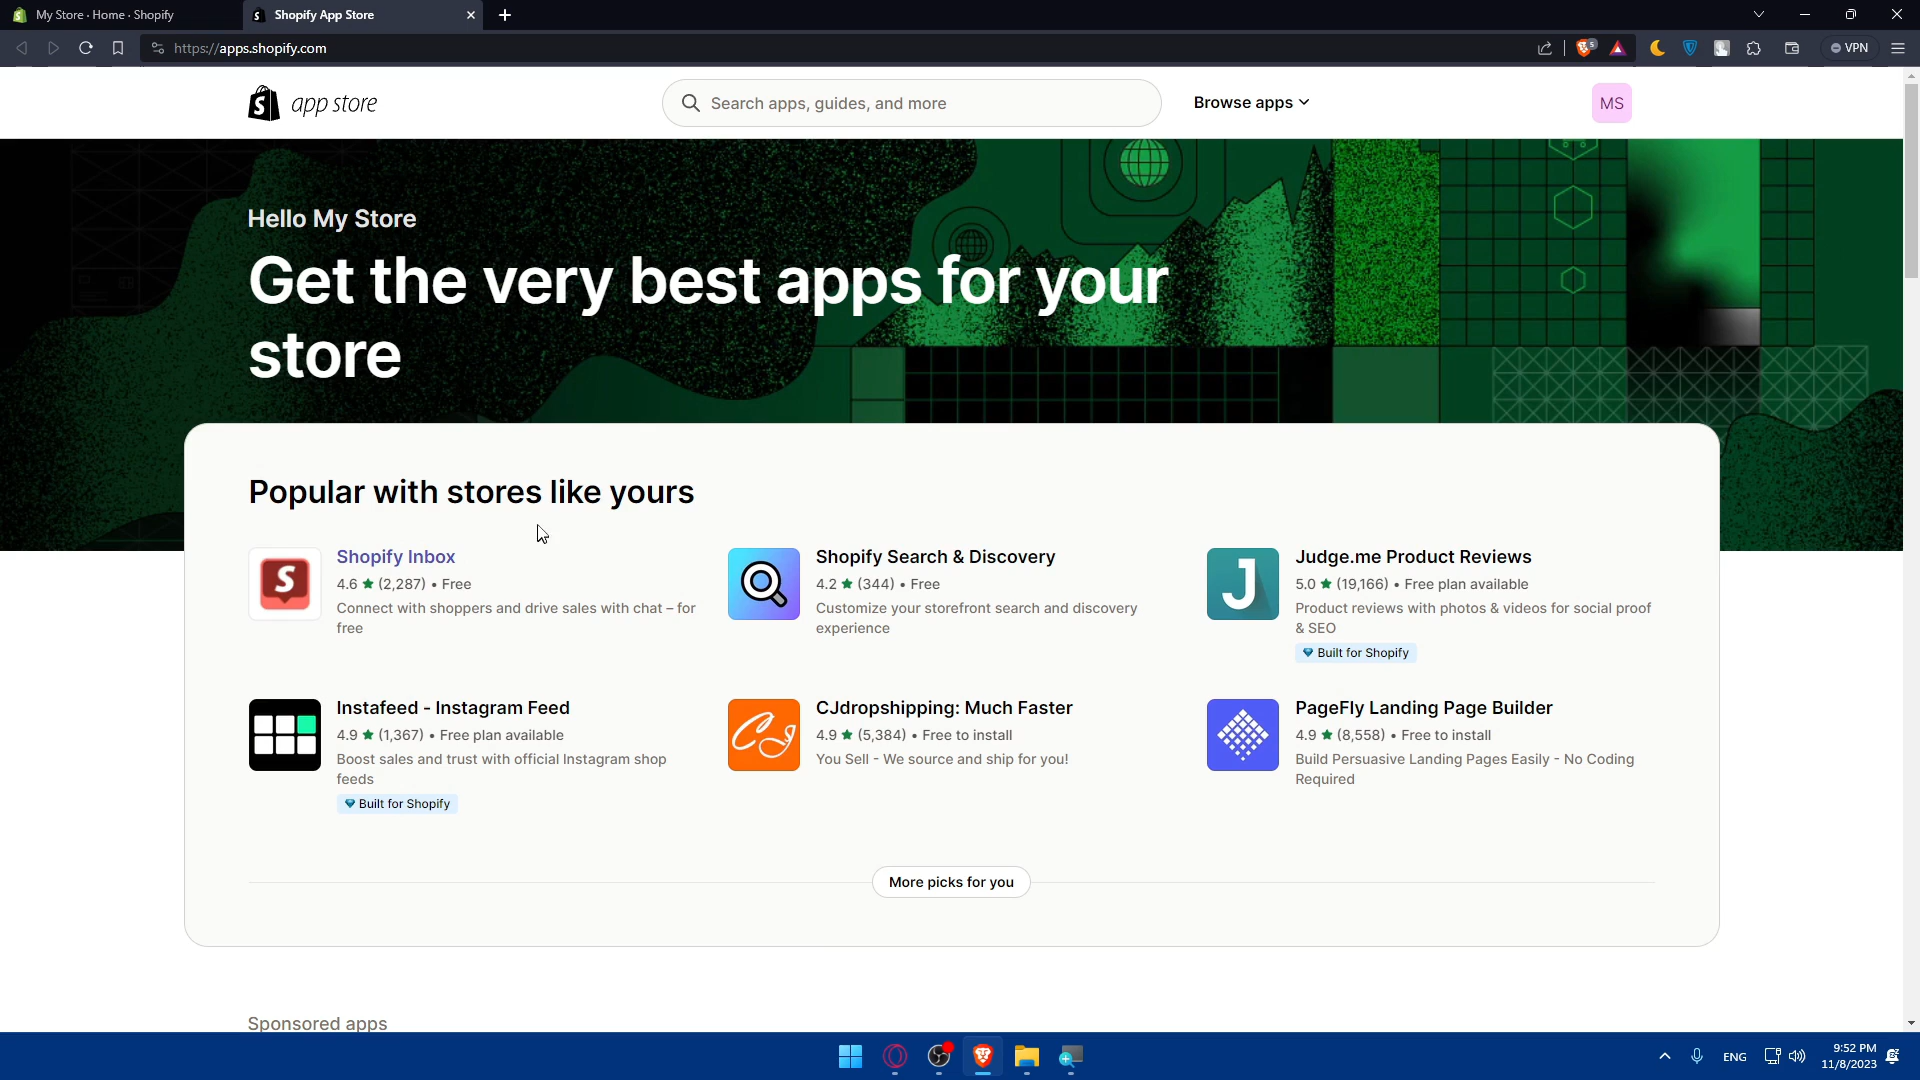 My Store · Home · Shopify
Shopify App Store
https://apps.shopify.com
VPN
app store
Search apps, guides, and more
Browse apps
MS
Hello My Store
Get the very best apps for your
store
Popular with stores like yours
Shopify Inbox
4.6 ★ (2,287) • Free
Connect with shoppers and drive sales with chat – for
free
Shopify Search & Discovery
4.2 ★ (344) • Free
Customize your storefront search and discovery
experience
Judge.me Product Reviews
5.0 ★ (19,166) • Free plan available
Product reviews with photos & videos for social proof
& SEO
Built for Shopify
Instafeed - Instagram Feed
4.9 ★ (1,367) • Free plan available
Boost sales and trust with official Instagram shop
feeds
Built for Shopify
CJdropshipping: Much Faster
4.9 ★ (5,384) • Free to install
You Sell - We source and ship for you!
PageFly Landing Page Builder
4.9 ★ (8,558) • Free to install
Build Persuasive Landing Pages Easily - No Coding
Required
More picks for you
Sponsored apps
ENG
9:52 PM
11/8/2023